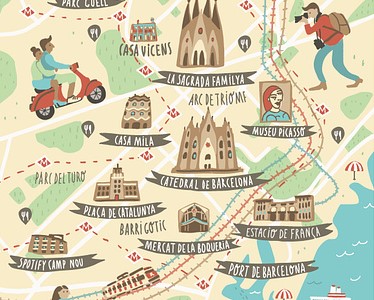 PARC GÜELL
CASA VICENS
LA SAGRADA FAMILYA
ARC DE TRIOMF
MUSEU PICASSO
CASA MILÀ
PARC DEL TURÓ
CATEDRAL DE BARCELONA
PLAÇA DE CATALUNYA
BARRI GÒTIC
ESTACIÓ DE FRANÇA
MERCAT DE LA BOQUERIA
SPOTIFY CAMP NOU
PORT DE BARCELONA